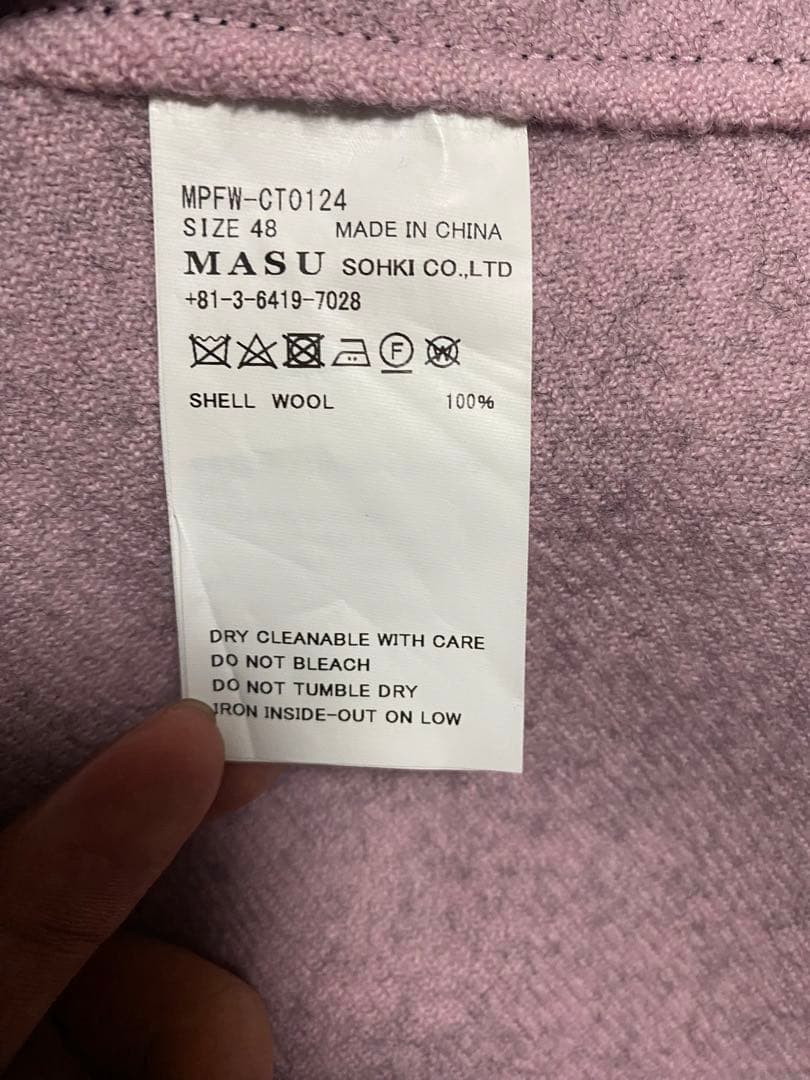 MPFW-CT0124
SIZE 48 MADE IN CHINA
MASU SOHKI CO.,LTD
+81-3-6419-7028
F W
SHELL WOOL 100%
DRY CLEANABLE WITH CARE
DO NOT BLEACH
DO NOT TUMBLE DRY
IRON INSIDE-OUT ON LOW